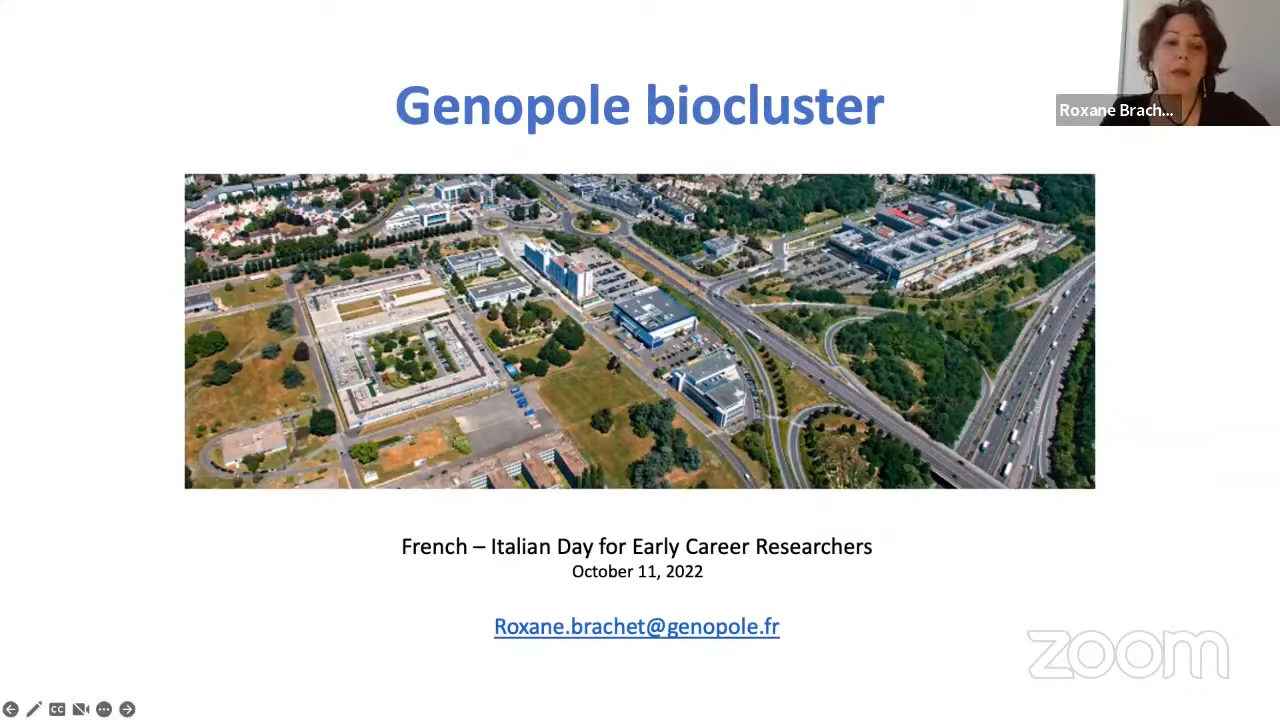 Genopole biocluster
Roxane Brach...
French – Italian Day for Early Career Researchers
October 11, 2022
Roxane.brachet@genopole.fr
zoom
CC